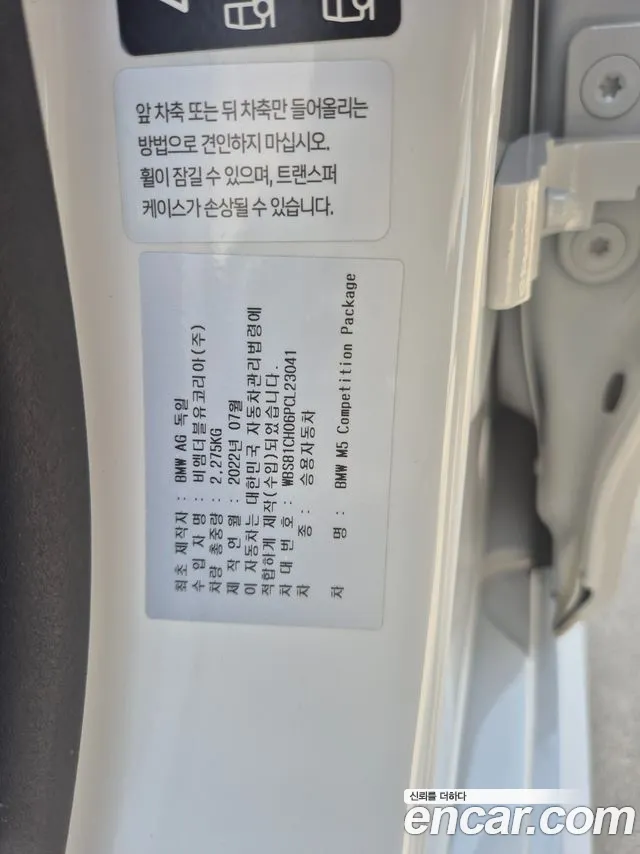 앞 차축 또는 뒤 차축만 들어올리는
방법으로 견인하지 마십시오.
휠이 잠길 수 있으며, 트랜스퍼
케이스가 손상될 수 있습니다.
최초 제작자 : BMW AG 독일
수 입 자 명 : 비엠더블유코리아(주)
차량 총중량 : 2,275KG
제 작 연 월 : 2022년 07월
이 자동차는 대한민국 자동차관리법령에
적합하게 제작(수입)되었습니다.
차 대 번 호 : WBS81CH06PCL23041
차 종 : 승용자동차
차 명 : BMW M5 Competition Package
신뢰를 더하다
encar.com